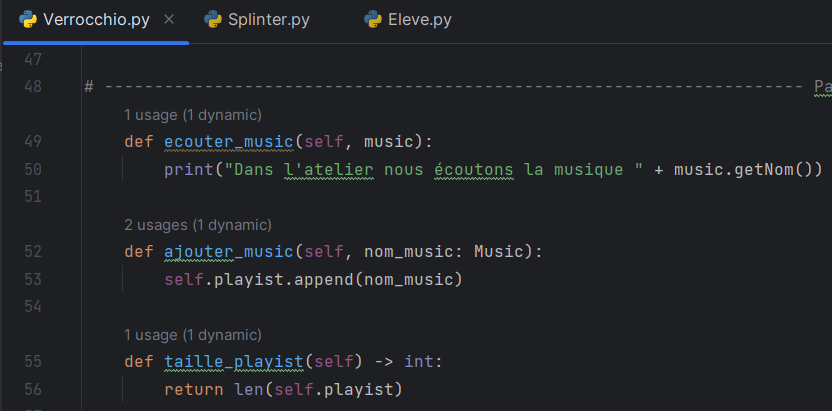 Verrocchio.py × Splinter.py Eleve.py
47
48 # ---------------------------------------------------------------------- Pa
1 usage (1 dynamic)
49 def ecouter_music(self, music):
50 print("Dans l'atelier nous écoutons la musique " + music.getNom())
51
2 usages (1 dynamic)
52 def ajouter_music(self, nom_music: Music):
53 self.playist.append(nom_music)
54
1 usage (1 dynamic)
55 def taille_playist(self) -> int:
56 return len(self.playist)